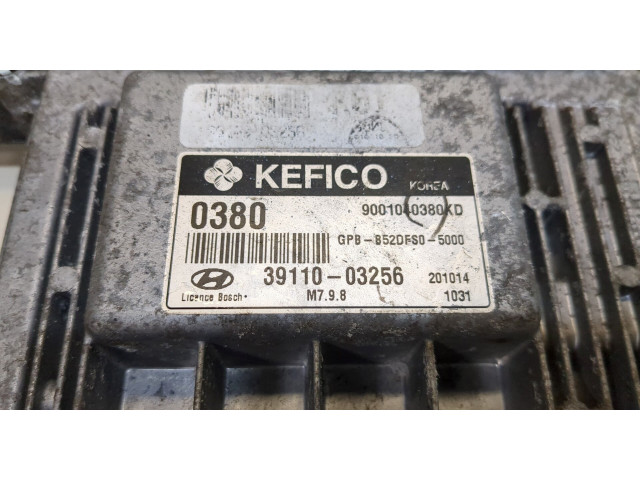 KEFICO KOREA
0380 9001040380KD
GPB-B52DFS0-5000
39110-03256 201014
Licence Bosch M7.9.8 1031